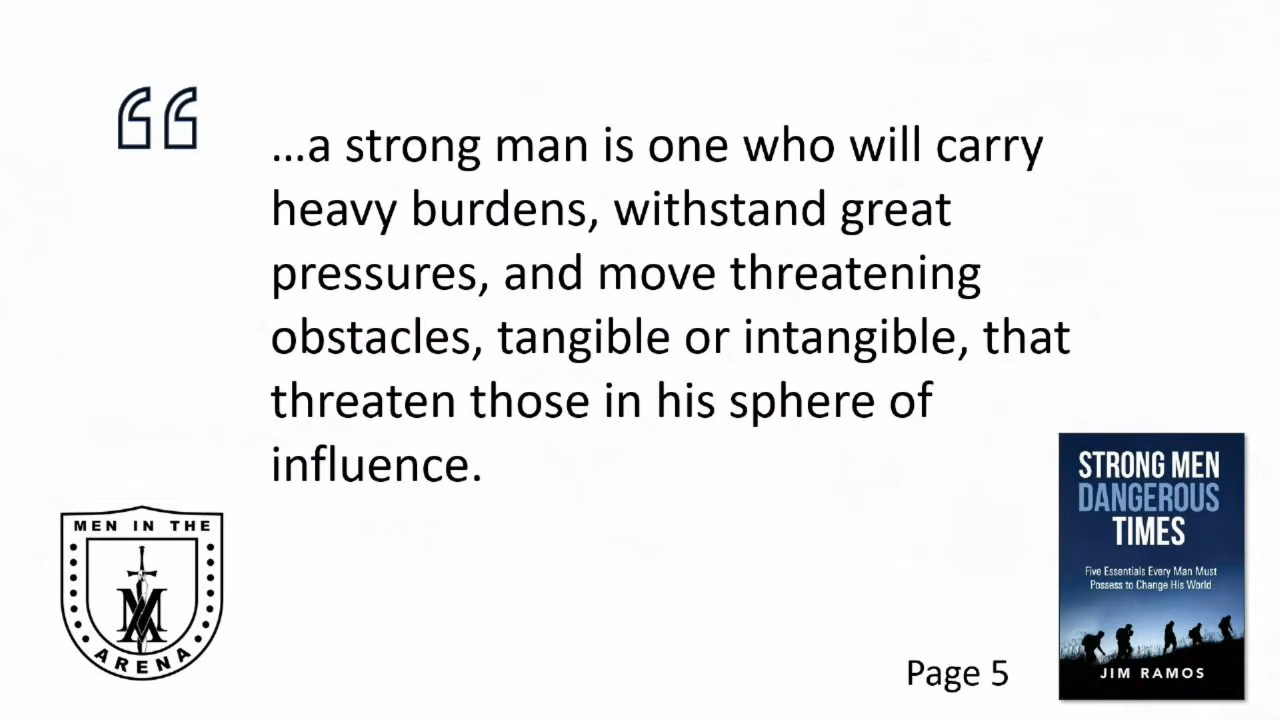 …a strong man is one who will carry
heavy burdens, withstand great
pressures, and move threatening
obstacles, tangible or intangible, that
threaten those in his sphere of
influence.
MEN IN THE
ARENA
Page 5
STRONG MEN
DANGEROUS
TIMES
Five Essentials Every Man Must
Possess to Change His World
JIM RAMOS